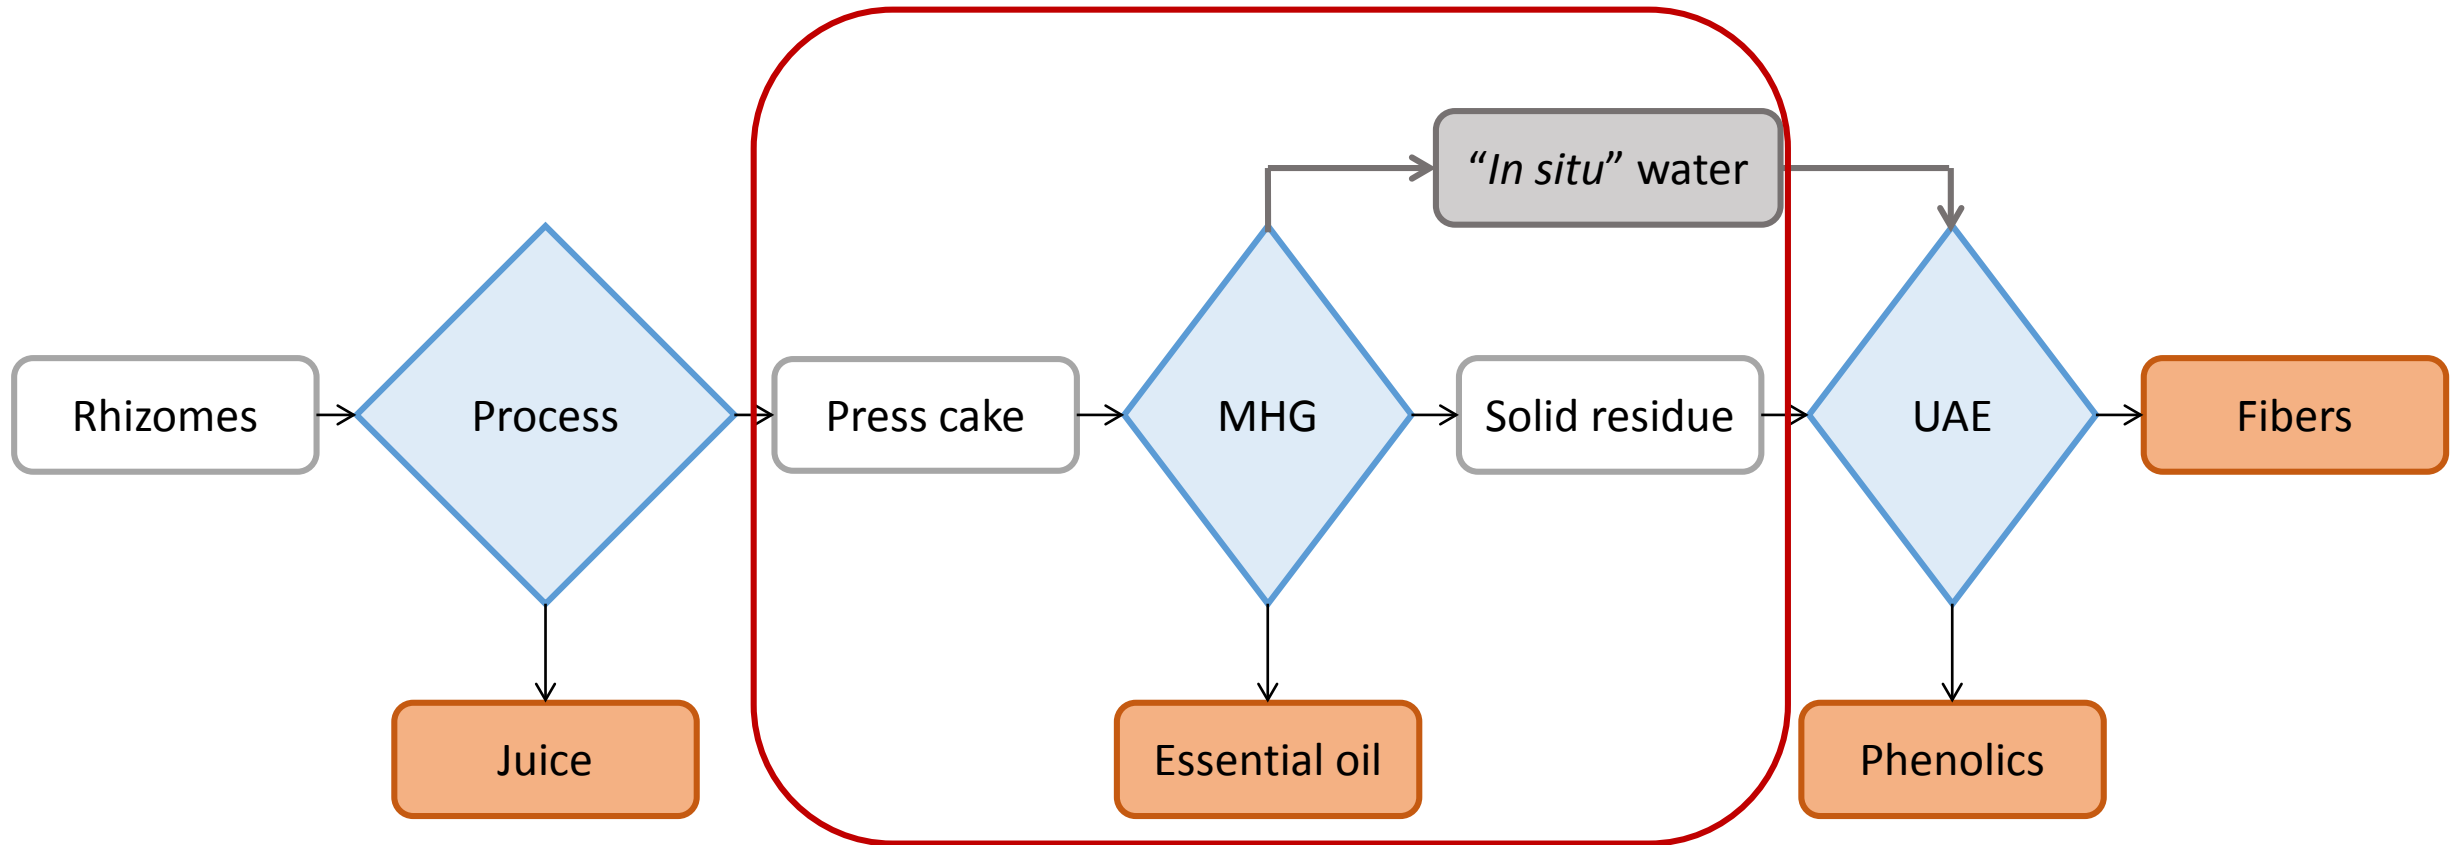 “In situ” water
Rhizomes
Process
Press cake
MHG
Solid residue
UAE
Fibers
Juice
Essential oil
Phenolics